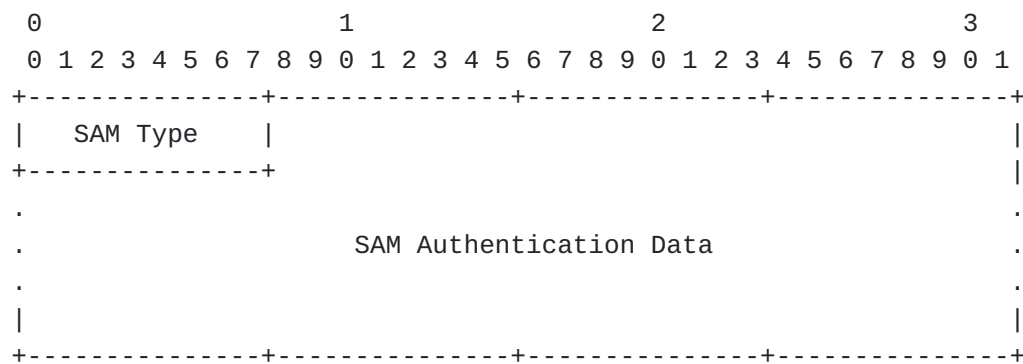 0                   1                   2                   3
 0 1 2 3 4 5 6 7 8 9 0 1 2 3 4 5 6 7 8 9 0 1 2 3 4 5 6 7 8 9 0 1
+---------------+---------------+---------------+---------------+
|   SAM Type    |                                               |
+---------------+                                               |
.                                                               .
.                     SAM Authentication Data                   .
.                                                               .
|                                                               |
+---------------+---------------+---------------+---------------+